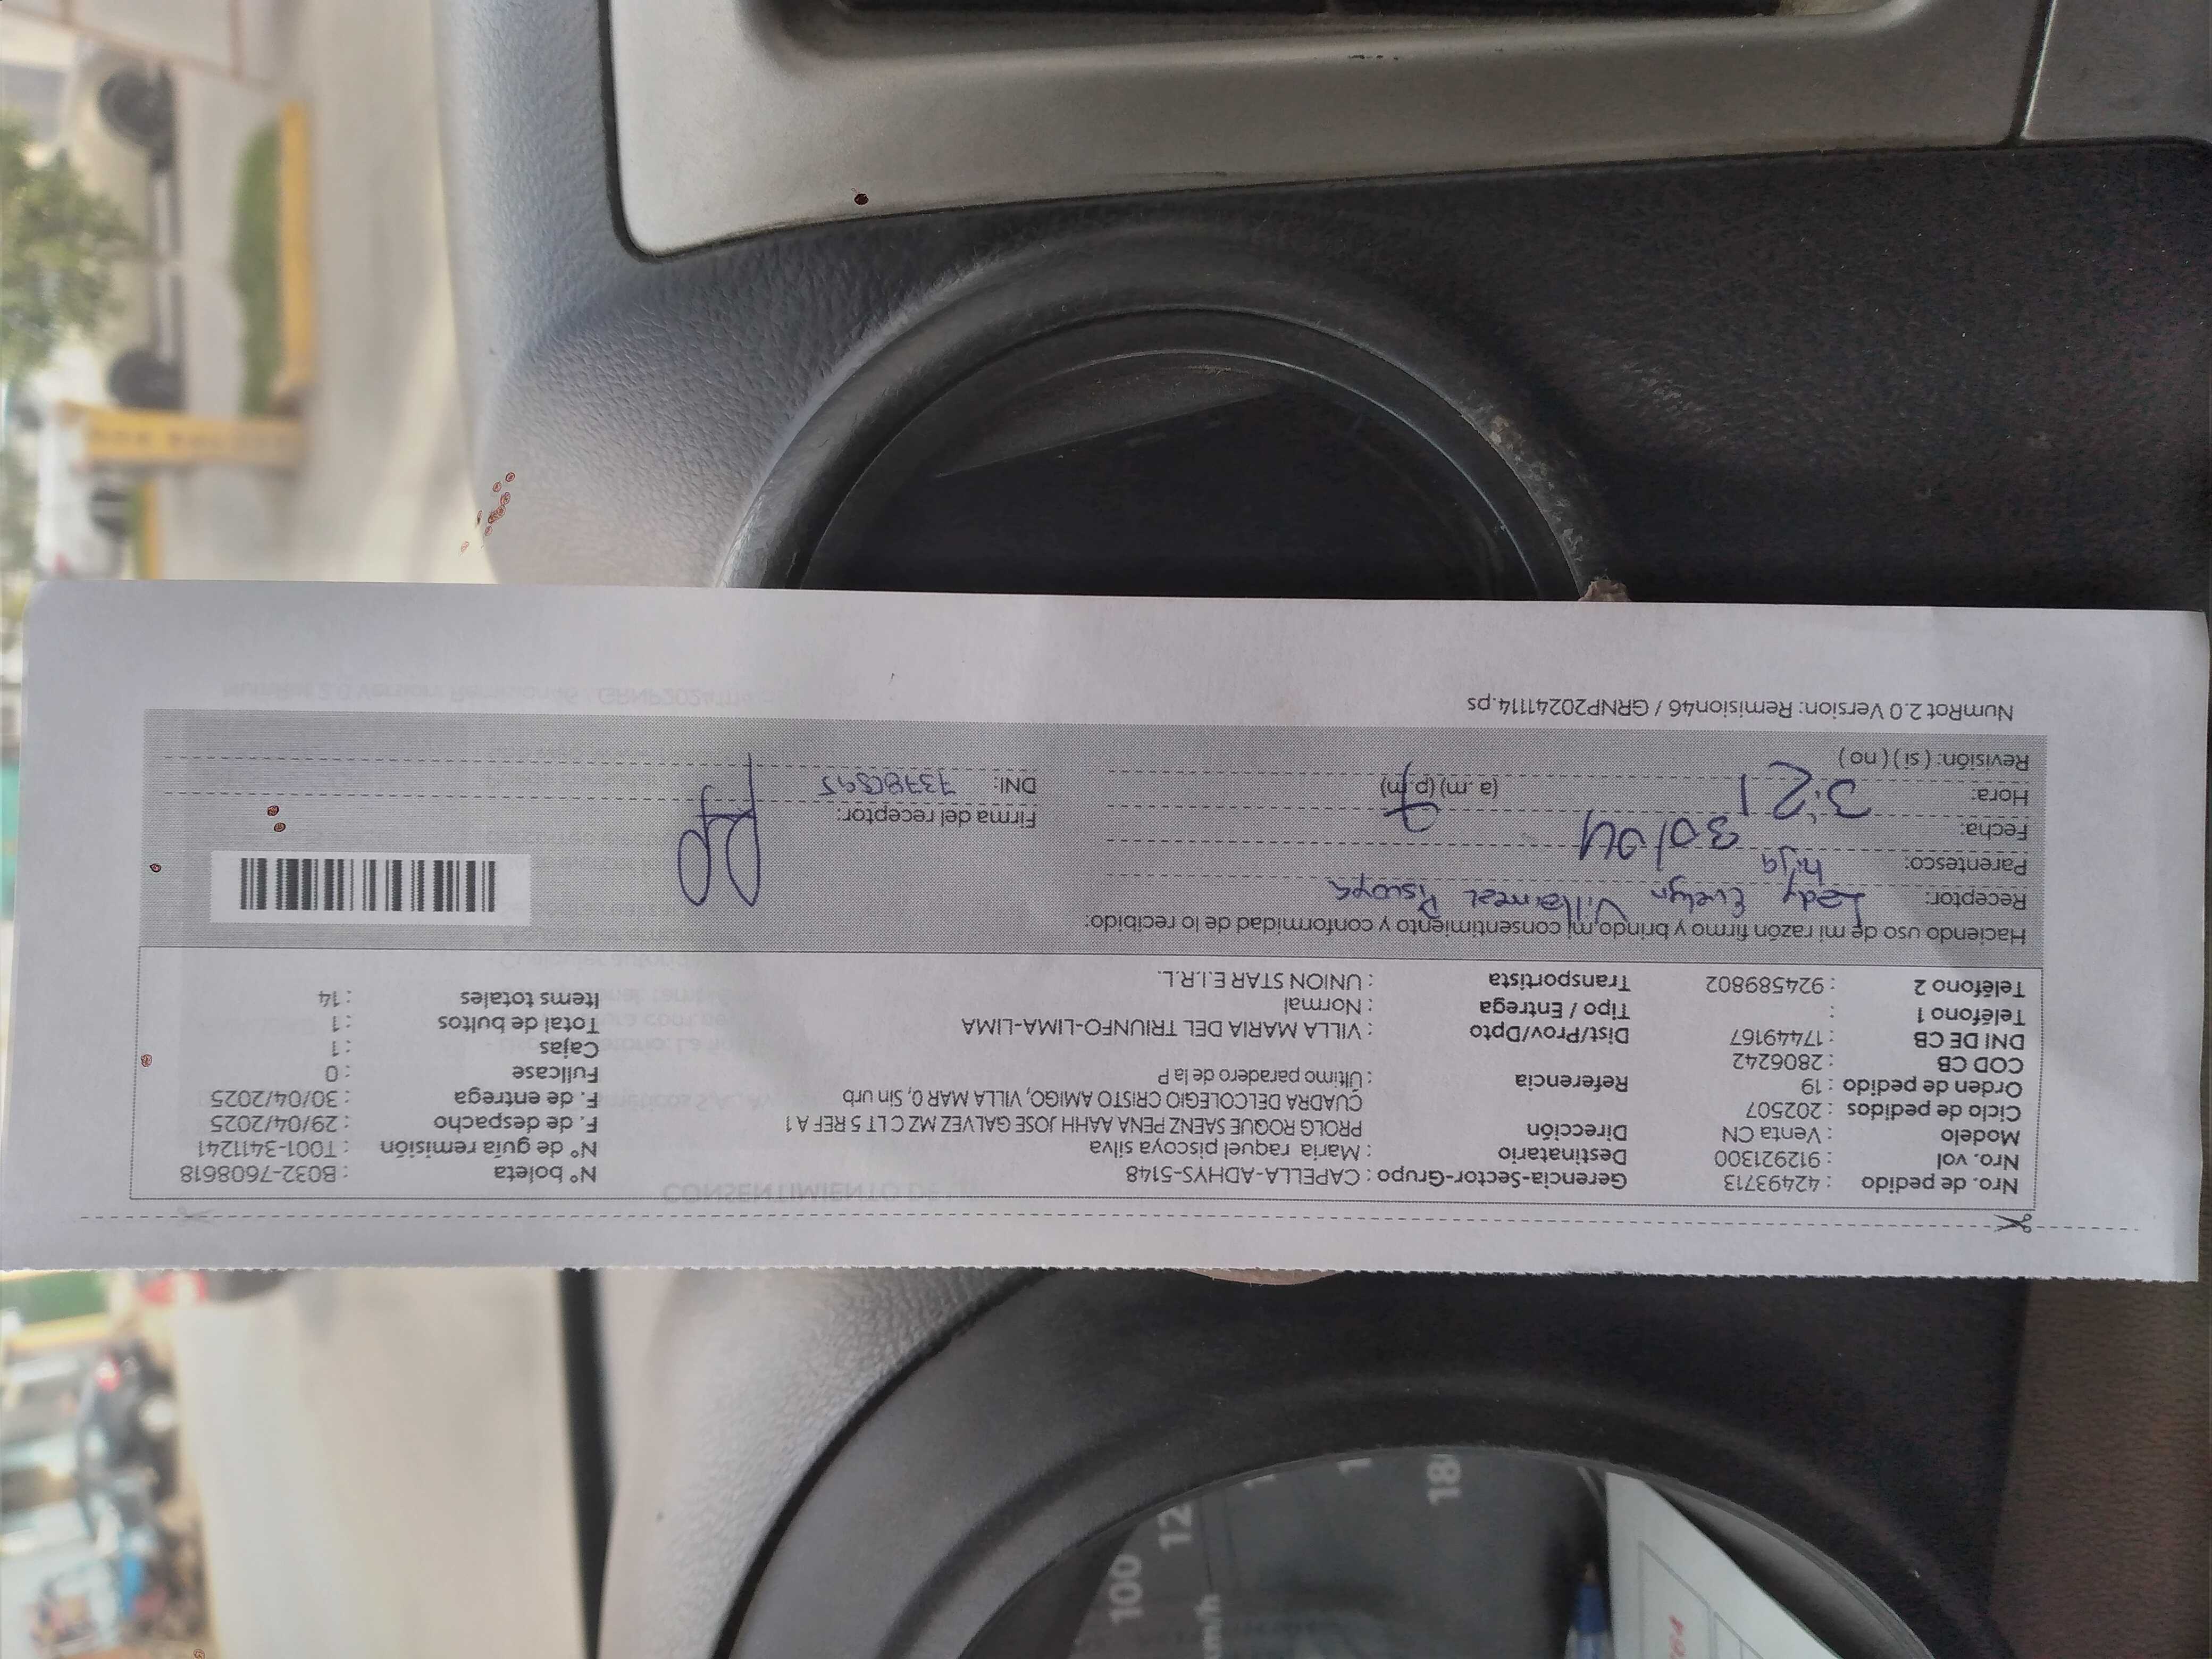 Nro. de pedido : 42493713 Gerencia-Sector-Grupo : CAPELLA-ADHYS-5148 N° boleta : B032-7608618
Nro. vol : 912921300 Destinatario : Maria raquel piscoya silva N° de guía remisión : T001-3411241
Modelo : Venta CN Dirección PROLG ROQUE SAENZ PENA AAHH JOSE GALVEZ MZ C LT 5 REF A 1 F. de despacho : 29/04/2025
Ciclo de pedidos : 202507 CUADRA DELCOLEGIO CRISTO AMIGO, VILLA MAR 0, Sin urb F. de entrega : 30/04/2025
Orden de pedido : 19 Referencia : Último paradero de la P Fullcase : 0
COD CB : 2806242 Cajas : 1
DNI DE CB : 17449167 Dist/Prov/Dpto : VILLA MARIA DEL TRIUNFO-LIMA-LIMA Total de bultos : 1
Teléfono 1 : Tipo / Entrega : Normal Items totales : 14
Teléfono 2 : 924589802 Transportista : UNION STAR E.I.R.L.
Haciendo uso de mi razón firmo y brindo mi consentimiento y conformidad de lo recibido:
Receptor: Lady Evelyn Villarreal Piscoya
Parentesco: hija
Fecha: 30/04 Firma del receptor:
Hora: 3:21 (a.m) (p.m) DNI:
Revisión: ( si ) ( no )
NumRot 2.0 Version: Remision46 / GRNP20241114.ps
100
km/h